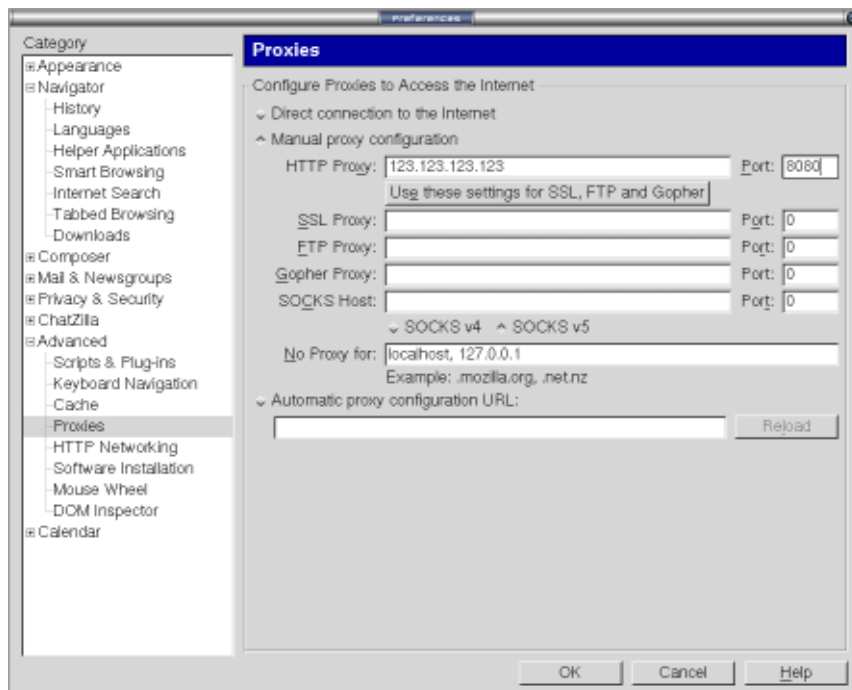 Preferences
Category
Appearance
Navigator
History
Languages
Helper Applications
Smart Browsing
Internet Search
Tabbed Browsing
Downloads
Composer
Mail & Newsgroups
Privacy & Security
ChatZilla
Advanced
Scripts & Plug-ins
Keyboard Navigation
Cache
Proxies
HTTP Networking
Software Installation
Mouse Wheel
DOM Inspector
Calendar
Proxies
Configure Proxies to Access the Internet
Direct connection to the Internet
Manual proxy configuration
HTTP Proxy: 123.123.123.123 Port: 8080
Use these settings for SSL, FTP and Gopher
SSL Proxy: Port: 0
FTP Proxy: Port: 0
Gopher Proxy: Port: 0
SOCKS Host: Port: 0
SOCKS v4 SOCKS v5
No Proxy for: localhost, 127.0.0.1
Example: .mozilla.org, .net.nz
Automatic proxy configuration URL:
Reload
OK Cancel Help